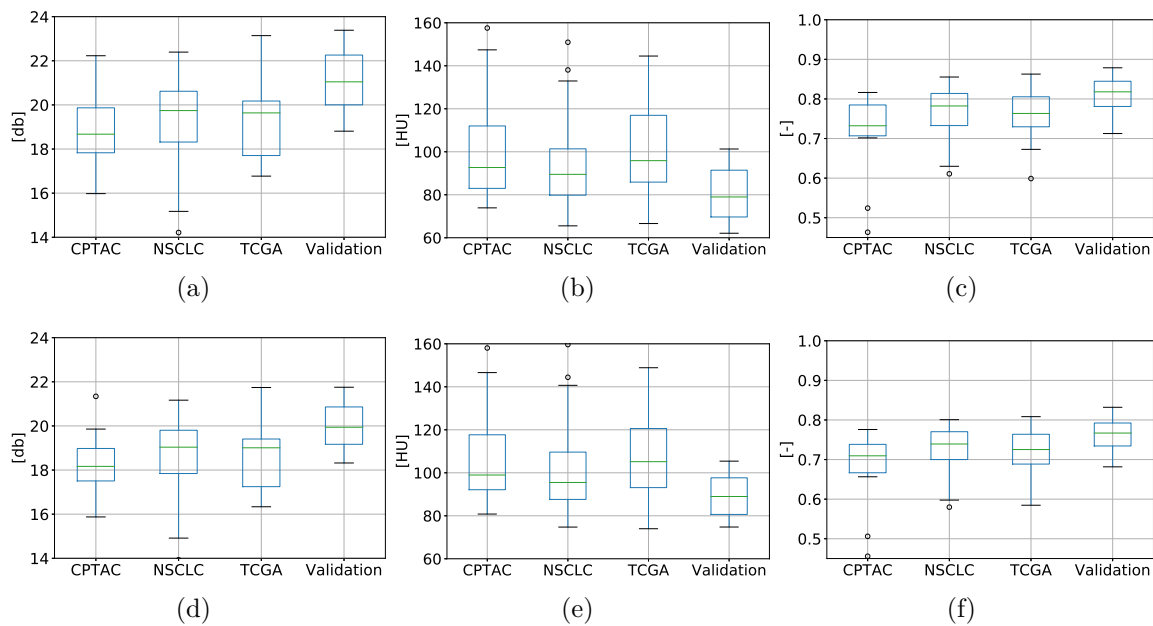 24
22
20
18
16
14
[db]
CPTAC NSCLC TCGA Validation
(a)
160
140
120
100
80
60
[HU]
CPTAC NSCLC TCGA Validation
(b)
1.0
0.9
0.8
0.7
0.6
0.5
[-]
CPTAC NSCLC TCGA Validation
(c)
24
22
20
18
16
14
[db]
CPTAC NSCLC TCGA Validation
(d)
160
140
120
100
80
60
[HU]
CPTAC NSCLC TCGA Validation
(e)
1.0
0.9
0.8
0.7
0.6
0.5
[-]
CPTAC NSCLC TCGA Validation
(f)